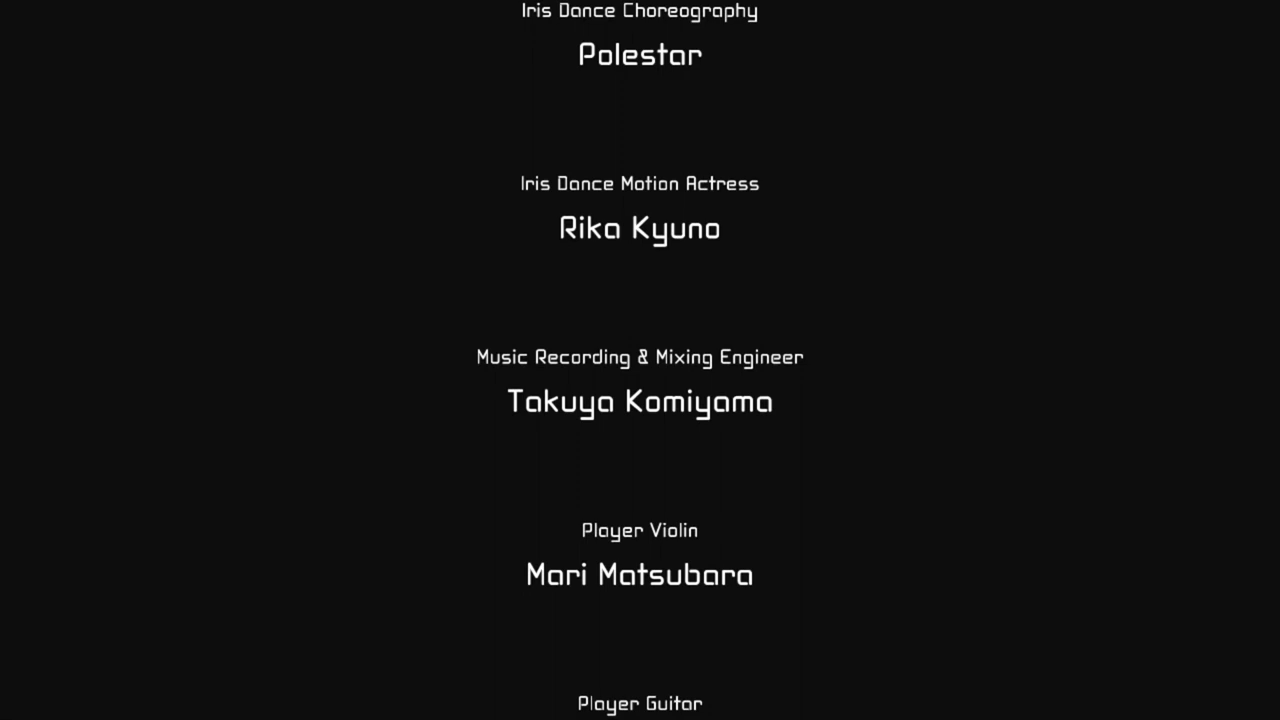 Iris Dance Choreography
Polestar
Iris Dance Motion Actress
Rika Kyuno
Music Recording & Mixing Engineer
Takuya Komiyama
Player Violin
Mari Matsubara
Player Guitar